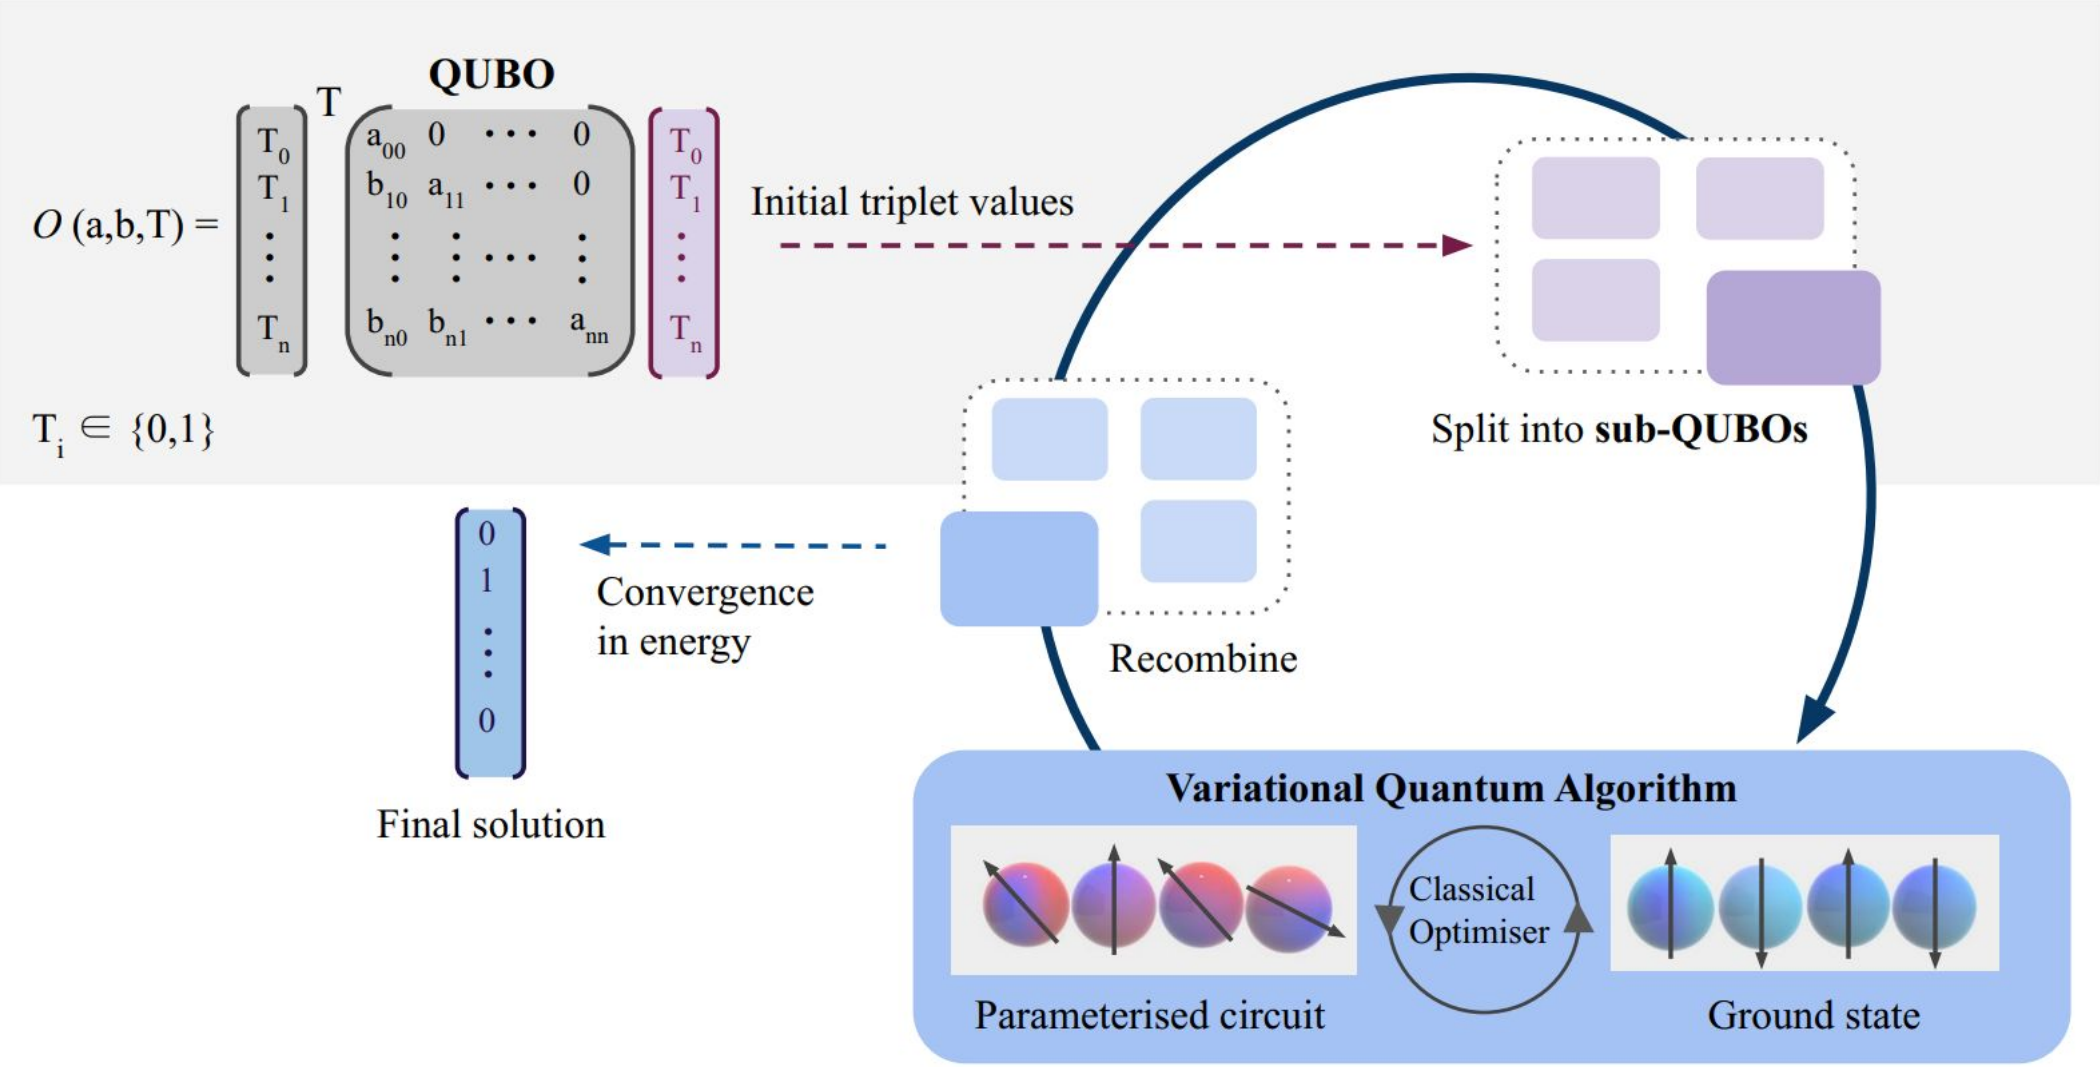 QUBO
O (a,b,T) =
T₀
T₁
⋮
Tₙ
T
a₀₀ 0 ··· 0
b₁₀ a₁₁ ··· 0
⋮ ⋮ ··· ⋮
bₙ₀ bₙ₁ ··· aₙₙ
T₀
T₁
⋮
Tₙ
Tᵢ ∈ {0,1}
Initial triplet values
Split into sub-QUBOs
Recombine
Convergence
in energy
0
1
⋮
0
Final solution
Variational Quantum Algorithm
Classical
Optimiser
Parameterised circuit
Ground state